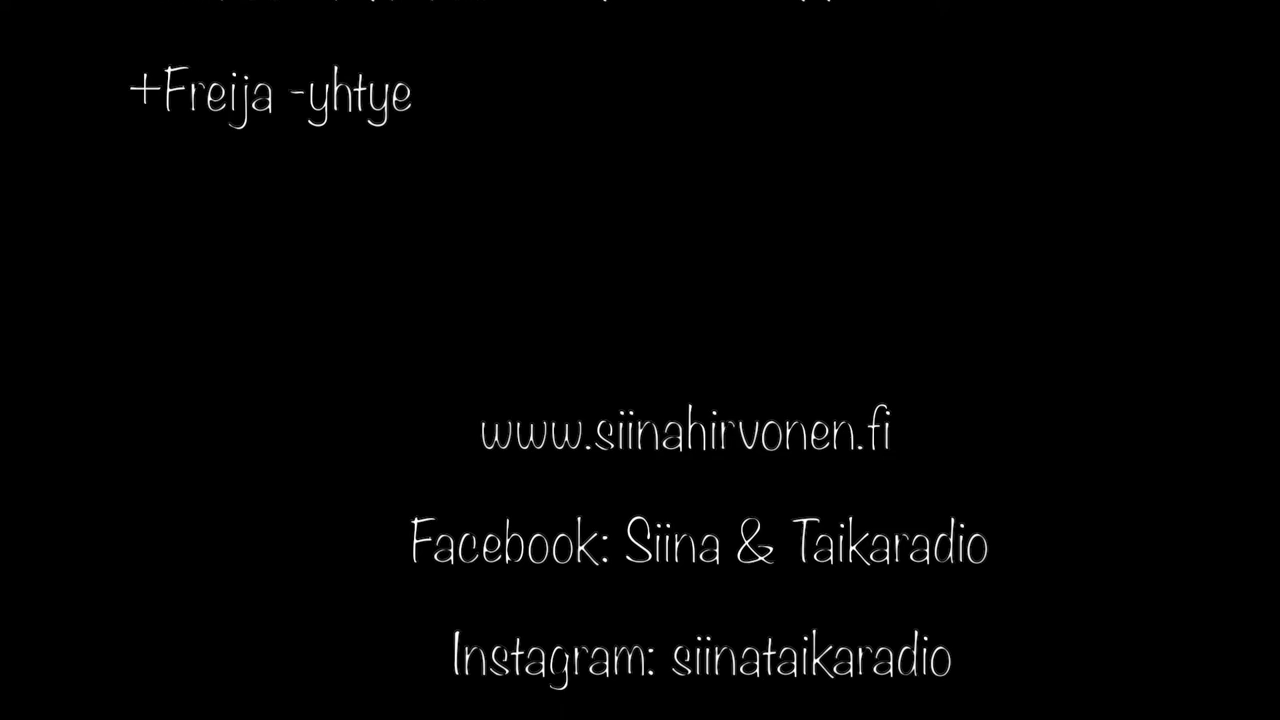 +Freija -yhtye
www.siinahirvonen.fi
Facebook: Siina & Taikaradio
Instagram: siinataikaradio